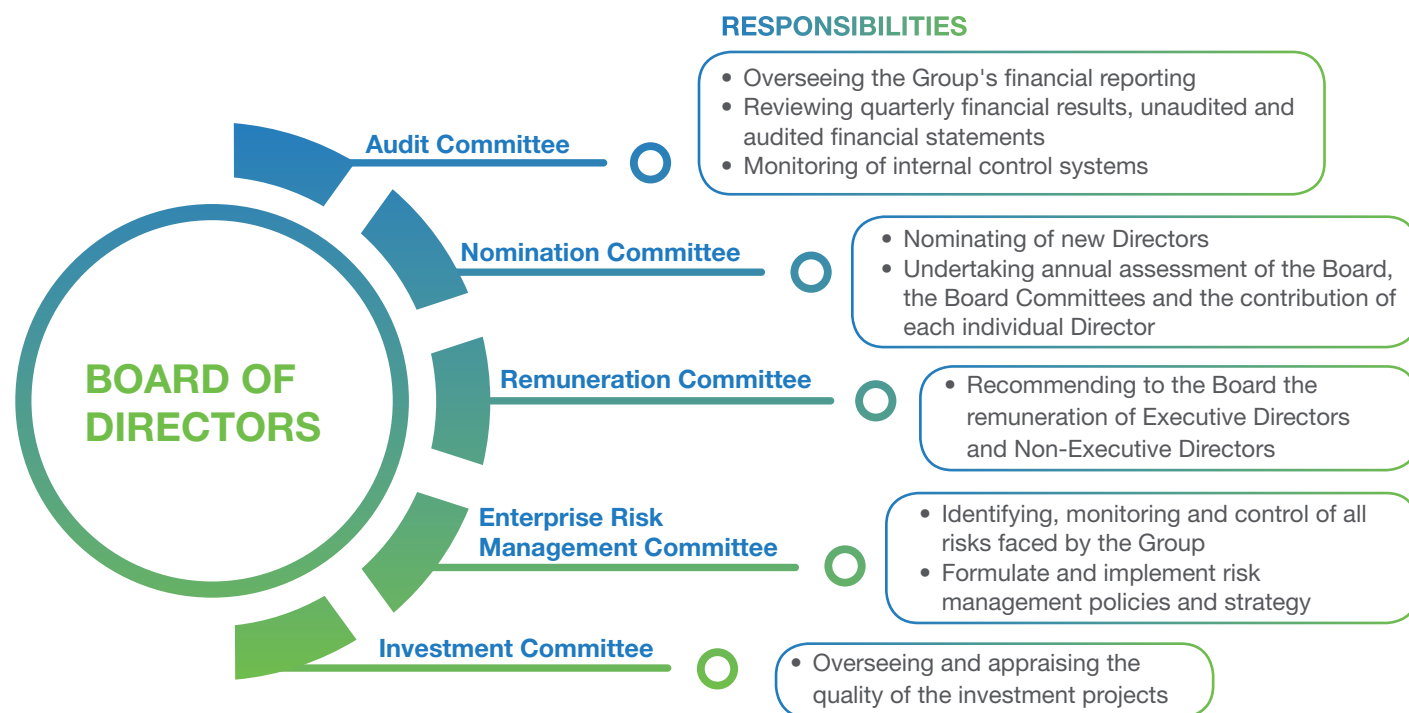 RESPONSIBILITIES
Audit Committee
• Overseeing the Group's financial reporting
• Reviewing quarterly financial results, unaudited and
audited financial statements
• Monitoring of internal control systems
Nomination Committee
• Nominating of new Directors
• Undertaking annual assessment of the Board,
the Board Committees and the contribution of
each individual Director
BOARD OF
DIRECTORS
Remuneration Committee
• Recommending to the Board the
remuneration of Executive Directors
and Non-Executive Directors
Enterprise Risk
Management Committee
• Identifying, monitoring and control of all
risks faced by the Group
• Formulate and implement risk
management policies and strategy
Investment Committee
• Overseeing and appraising the
quality of the investment projects